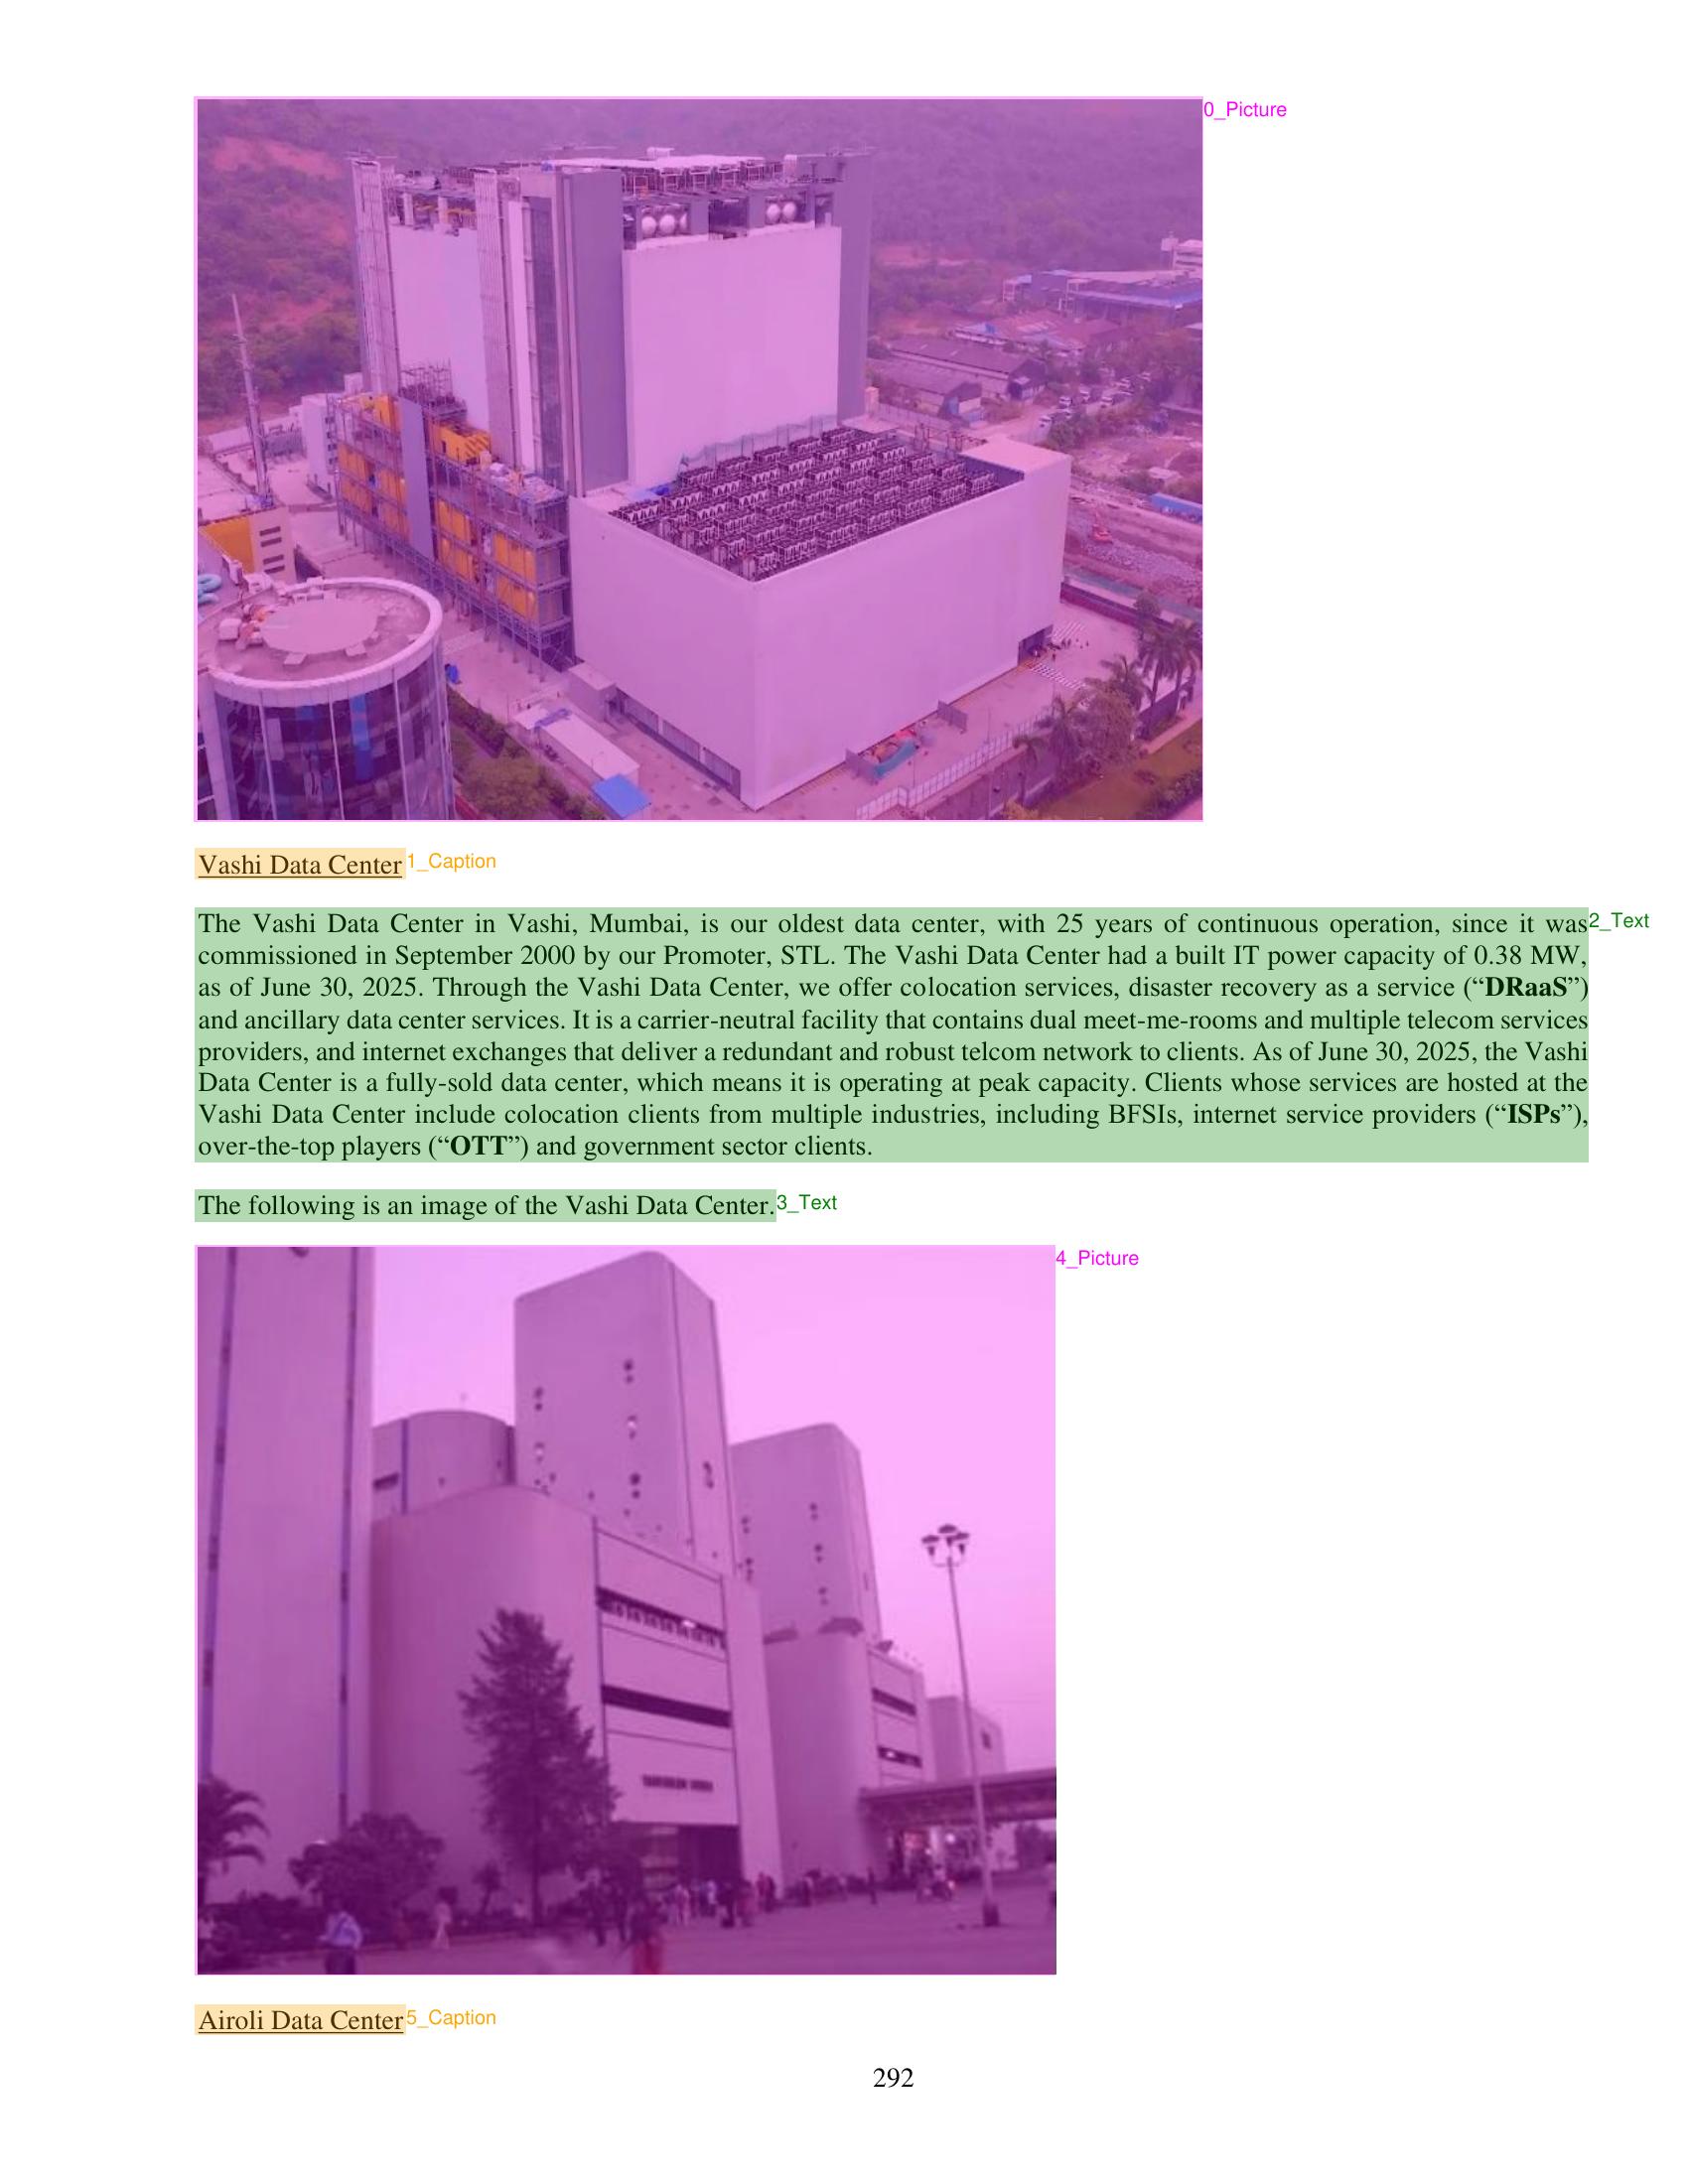 0_Picture
Vashi Data Center 1_Caption
The Vashi Data Center in Vashi, Mumbai, is our oldest data center, with 25 years of continuous operation, since it was 2_Text
commissioned in September 2000 by our Promoter, STL. The Vashi Data Center had a built IT power capacity of 0.38 MW,
as of June 30, 2025. Through the Vashi Data Center, we offer colocation services, disaster recovery as a service (“DRaaS”)
and ancillary data center services. It is a carrier-neutral facility that contains dual meet-me-rooms and multiple telecom services
providers, and internet exchanges that deliver a redundant and robust telcom network to clients. As of June 30, 2025, the Vashi
Data Center is a fully-sold data center, which means it is operating at peak capacity. Clients whose services are hosted at the
Vashi Data Center include colocation clients from multiple industries, including BFSIs, internet service providers (“ISPs”),
over-the-top players (“OTT”) and government sector clients.
The following is an image of the Vashi Data Center. 3_Text
4_Picture
Airoli Data Center 5_Caption
292